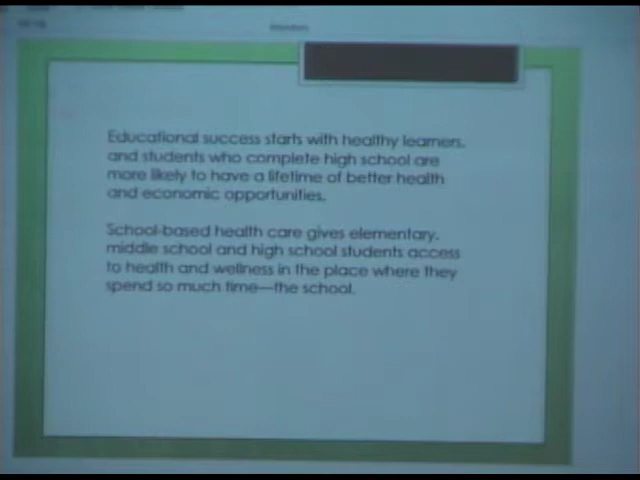 Educational success starts with healthy learners,
and students who complete high school are
more likely to have a lifetime of better health
and economic opportunities.
School-based health care gives elementary,
middle school and high school students access
to health and wellness in the place where they
spend so much time—the school.